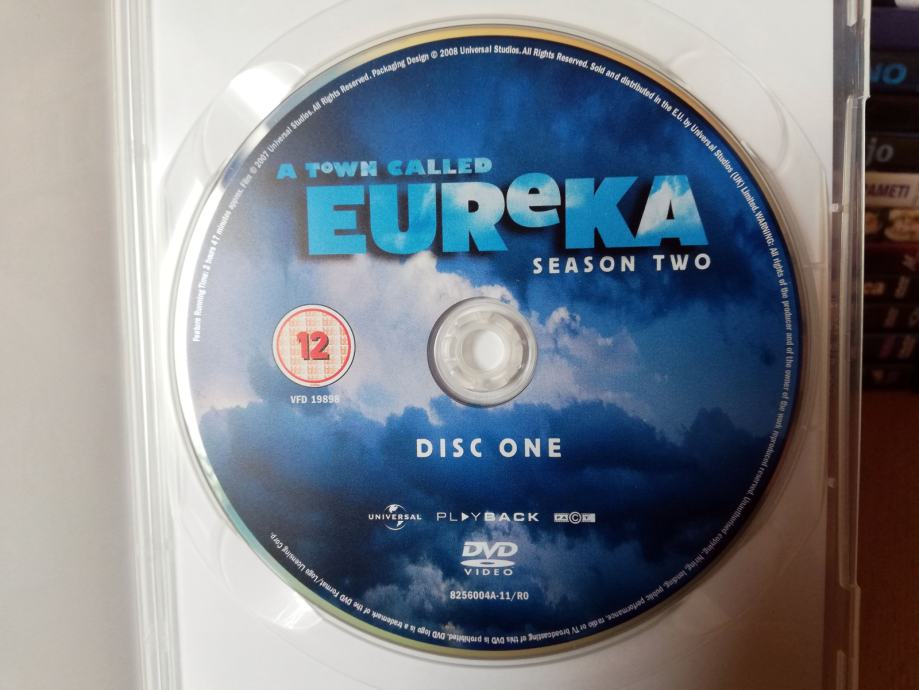 Feature Running Time: 2 hours 47 minutes approx. Film © 2007 Universal Studios. All Rights Reserved. Packaging Design © 2008 Universal Studios. All Rights Reserved. Sold and distributed in the E.U. by Universal Studios (UK) Limited. WARNING: All rights of the producer and of the owner of the work reproduced reserved. Unauthorised copying, hiring, lending, public performance, radio or TV broadcasting of this DVD is prohibited. DVD logo is a trademark of the DVD Format/Logo Licensing Corp.
A TOWN CALLED
EUReKA
SEASON TWO
12
VFD 19898
DISC ONE
UNIVERSAL PLAYBACK FACT
DVD
VIDEO
8256004A-11/R0
NO
jo
PAMETI